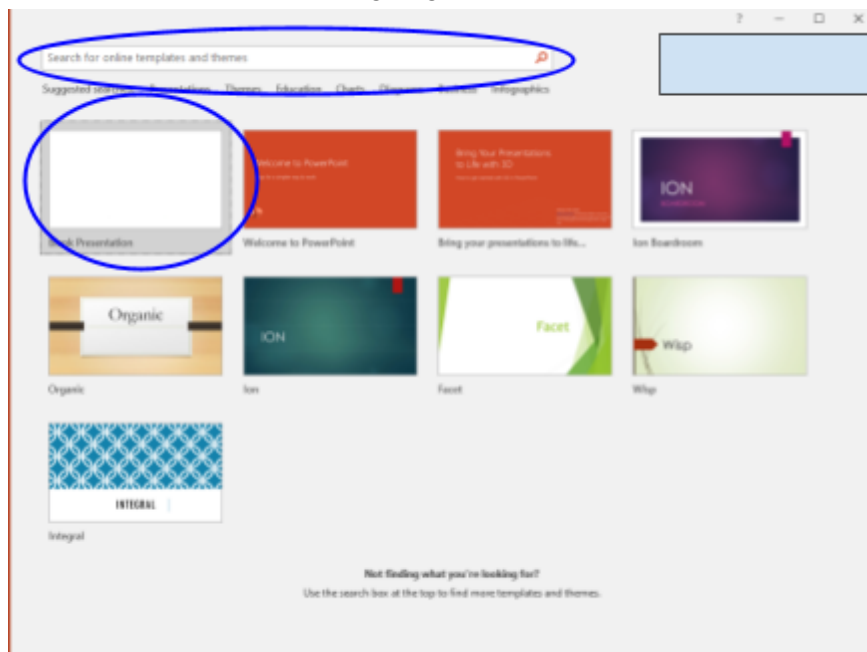 Search for online templates and themes
Suggested searches: Presentations Themes Education Charts Diagrams Business Infographics
Welcome to PowerPoint
Bring Your Presentations
to Life with 3D
ION
BOARDROOM
Blank Presentation
Welcome to PowerPoint
Bring your presentations to life...
Ion Boardroom
Organic
ION
Facet
Wisp
Organic
Ion
Facet
Wisp
INTEGRAL
Integral
Not finding what you're looking for?
Use the search box at the top to find more templates and themes.